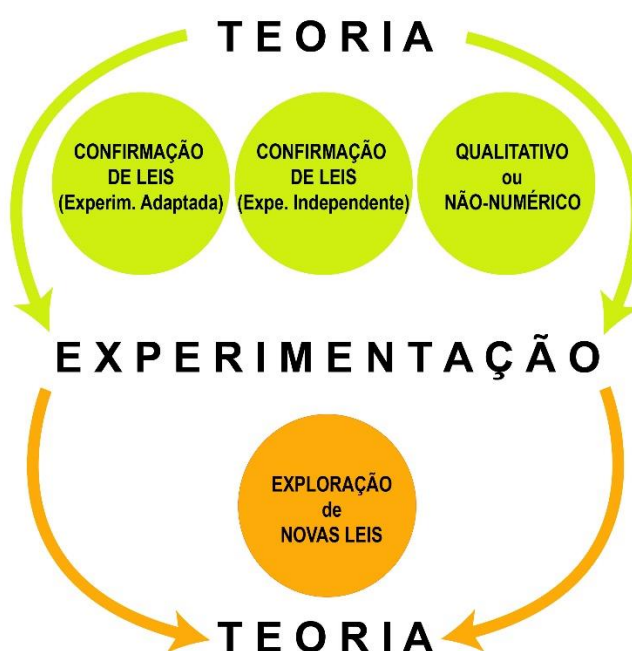 TEORIA
CONFIRMAÇÃO
DE LEIS
(Experim. Adaptada)
CONFIRMAÇÃO
DE LEIS
(Expe. Independente)
QUALITATIVO
ou
NÃO-NUMÉRICO
EXPERIMENTAÇÃO
EXPLORAÇÃO
de
NOVAS LEIS
TEORIA